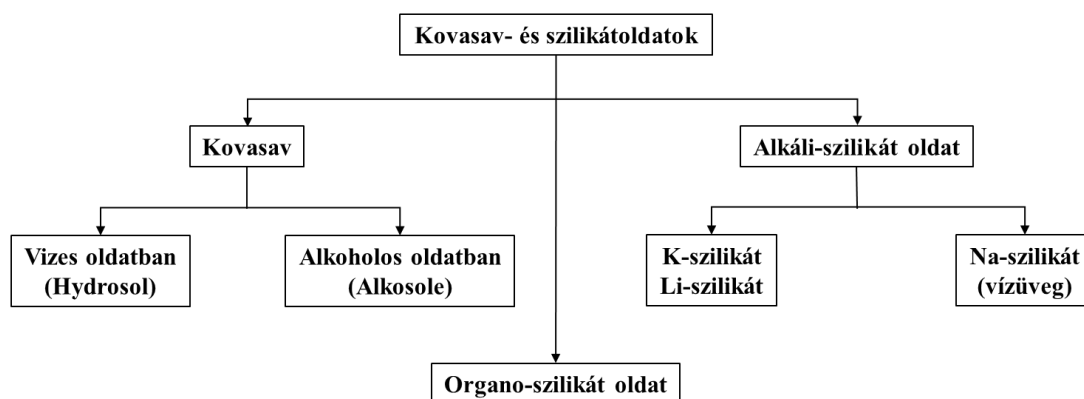 Kovasav- és szilikátoldatok
Kovasav
Alkáli-szilikát oldat
Vizes oldatban
(Hydrosol)
Alkoholos oldatban
(Alkosole)
K-szilikát
Li-szilikát
Na-szilikát
(vízüveg)
Organo-szilikát oldat